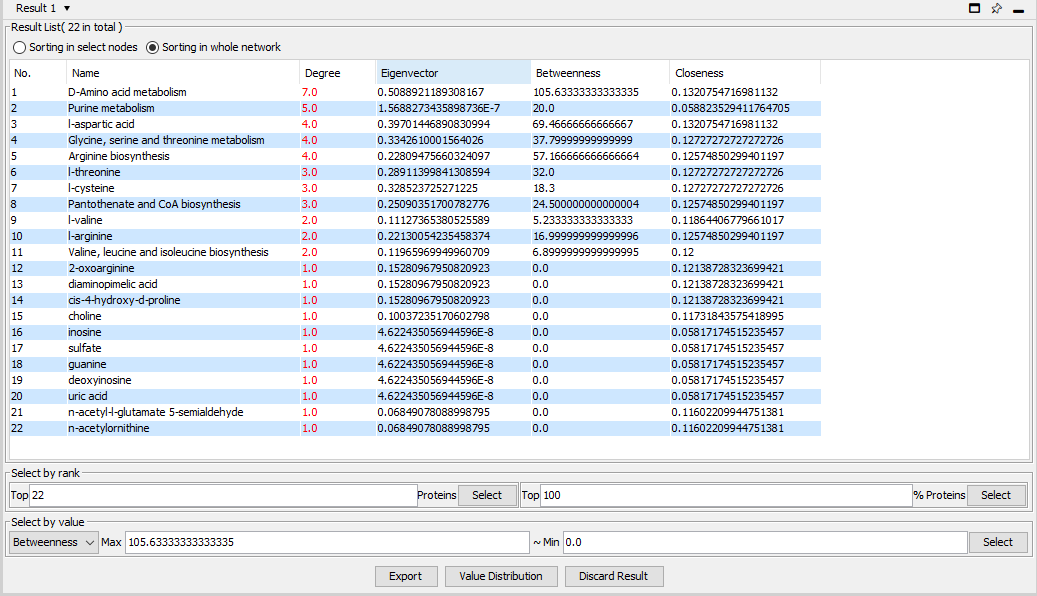 Result 1
Result List( 22 in total )
Sorting in select nodes Sorting in whole network
No. Name Degree Eigenvector Betweenness Closeness
1 D-Amino acid metabolism 7.0 0.5088921189308167 105.63333333333335 0.1320754716981132
2 Purine metabolism 5.0 1.5688273435898736E-7 20.0 0.058823529411764705
3 l-aspartic acid 4.0 0.39701446890830994 69.46666666666667 0.1320754716981132
4 Glycine, serine and threonine metabolism 4.0 0.3342610001564026 37.79999999999999 0.12727272727272726
5 Arginine biosynthesis 4.0 0.22809475660324097 57.166666666666664 0.12574850299401197
6 l-threonine 3.0 0.28911399841308594 32.0 0.12727272727272726
7 l-cysteine 3.0 0.328523725271225 18.3 0.12727272727272726
8 Pantothenate and CoA biosynthesis 3.0 0.25090351700782776 24.500000000000004 0.12574850299401197
9 l-valine 2.0 0.11127365380525589 5.233333333333333 0.11864406779661017
10 l-arginine 2.0 0.22130054235458374 16.999999999999996 0.12574850299401197
11 Valine, leucine and isoleucine biosynthesis 2.0 0.11965969949960709 6.8999999999999995 0.12
12 2-oxoarginine 1.0 0.15280967950820923 0.0 0.12138728323699421
13 diaminopimelic acid 1.0 0.15280967950820923 0.0 0.12138728323699421
14 cis-4-hydroxy-d-proline 1.0 0.15280967950820923 0.0 0.12138728323699421
15 choline 1.0 0.10037235170602798 0.0 0.11731843575418995
16 inosine 1.0 4.622435056944596E-8 0.0 0.05817174515235457
17 sulfate 1.0 4.622435056944596E-8 0.0 0.05817174515235457
18 guanine 1.0 4.622435056944596E-8 0.0 0.05817174515235457
19 deoxyinosine 1.0 4.622435056944596E-8 0.0 0.05817174515235457
20 uric acid 1.0 4.622435056944596E-8 0.0 0.05817174515235457
21 n-acetyl-l-glutamate 5-semialdehyde 1.0 0.06849078088998795 0.0 0.11602209944751381
22 n-acetylornithine 1.0 0.06849078088998795 0.0 0.11602209944751381
Select by rank
Top 22 Proteins Select Top 100 % Proteins Select
Select by value
Betweenness Max 105.63333333333335 ~ Min 0.0 Select
Export Value Distribution Discard Result